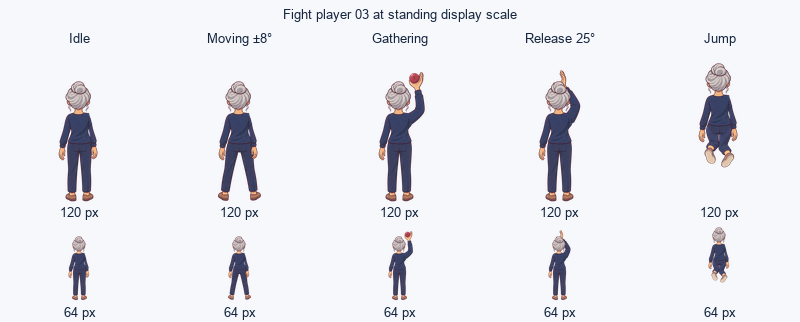 Fight player 03 at standing display scale
Idle Moving ±8° Gathering Release 25° Jump
120 px 120 px 120 px 120 px 120 px
64 px 64 px 64 px 64 px 64 px